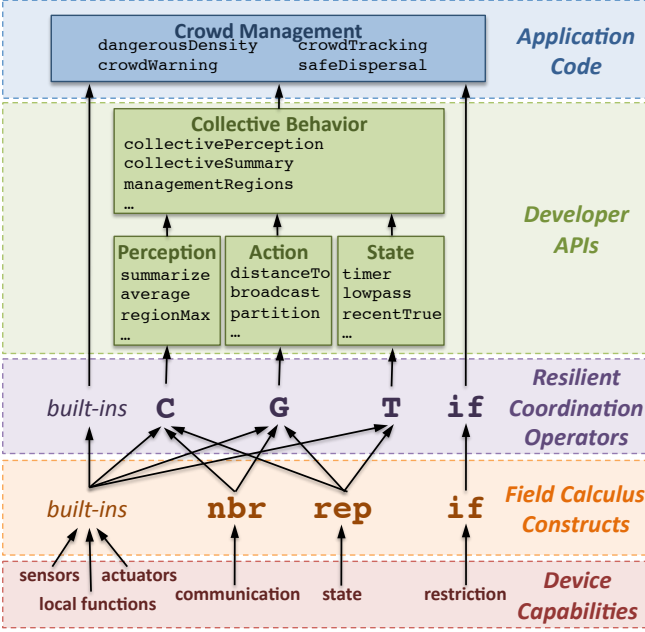 Crowd Management
dangerousDensity crowdTracking
crowdWarning safeDispersal
Application
Code
Collective Behavior
collectivePerception
collectiveSummary
managementRegions
…
Developer
APIs
Perception
summarize
average
regionMax
…
Action
distanceTo
broadcast
partition
…
State
timer
lowpass
recentTrue
…
built-ins C G T if
Resilient
Coordination
Operators
built-ins nbr rep if
Field Calculus
Constructs
sensors actuators
local functions
communication state restriction
Device
Capabilities